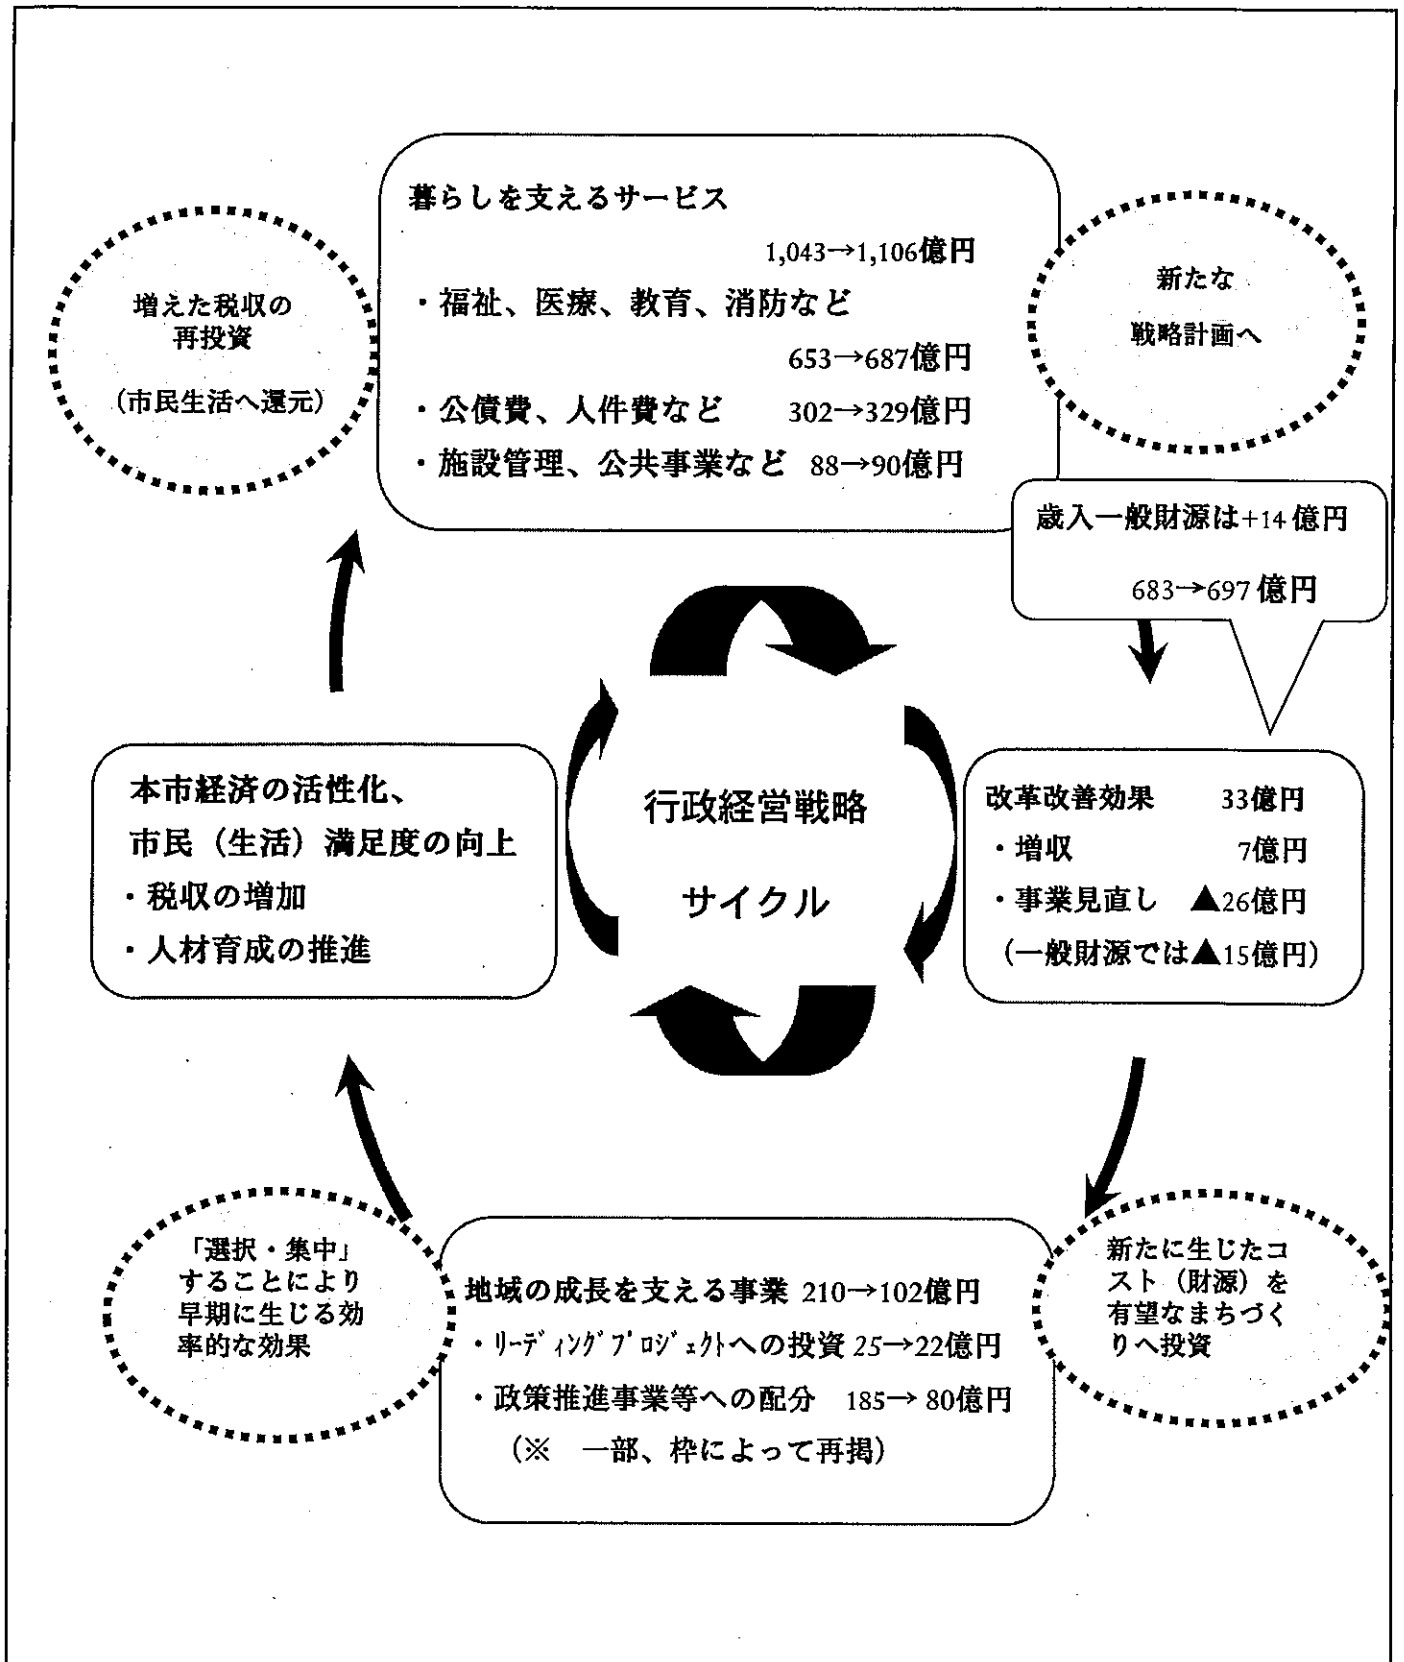 暮らしを支えるサービス
1,043→1,106億円
・福祉、医療、教育、消防など
653→687億円
・公債費、人件費など 302→329億円
・施設管理、公共事業など 88→90億円
増えた税収の
再投資
(市民生活へ還元)
新たな
戦略計画へ
歳入一般財源は+14億円
683→697億円
本市経済の活性化、
市民（生活）満足度の向上
・税収の増加
・人材育成の推進
行政経営戦略
サイクル
改革改善効果 33億円
・増収 7億円
・事業見直し ▲26億円
(一般財源では▲15億円)
「選択・集中」
することにより
早期に生じる効
率的な効果
地域の成長を支える事業 210→102億円
・ﾘｰﾃﾞｨﾝｸﾞﾌﾟﾛｼﾞｪｸﾄへの投資 25→22億円
・政策推進事業等への配分 185→80億円
(※ 一部、枠によって再掲)
新たに生じたコ
スト（財源）を
有望なまちづく
りへ投資